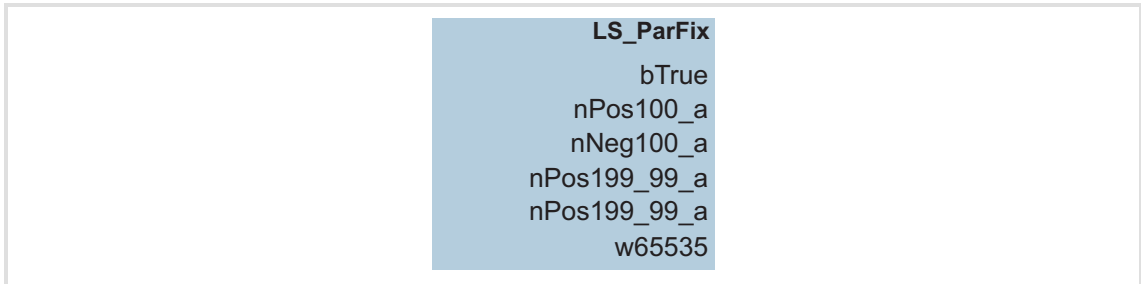 LS_ParFix
bTrue
nPos100_a
nNeg100_a
nPos199_99_a
nPos199_99_a
w65535